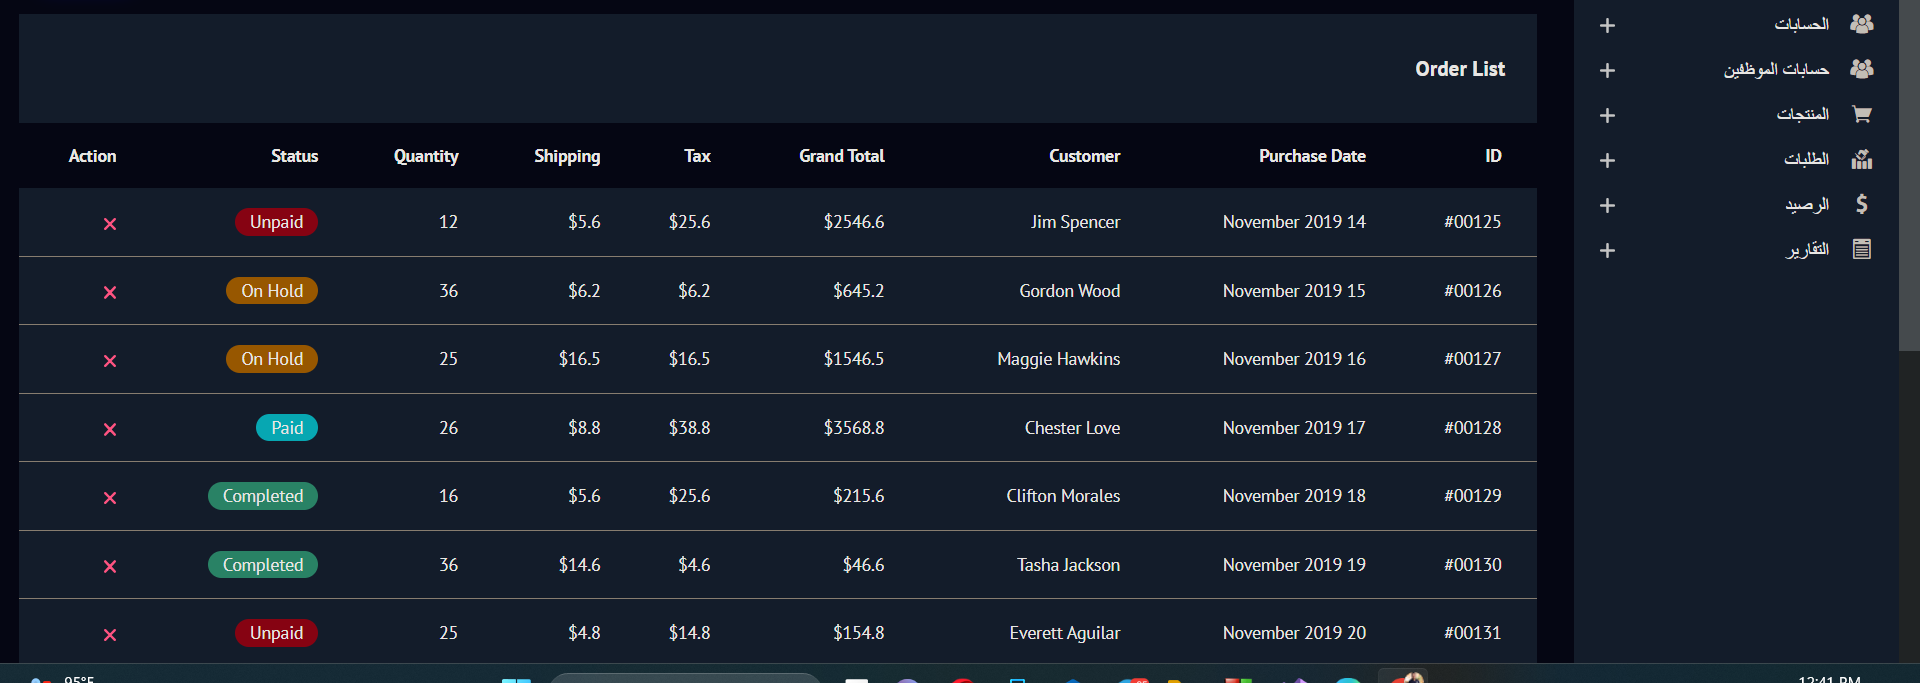 Order List
ID Purchase Date Customer Grand Total Tax Shipping Quantity Status Action
#00125 November 2019 14 Jim Spencer $2546.6 $25.6 $5.6 12 Unpaid ×
#00126 November 2019 15 Gordon Wood $645.2 $6.2 $6.2 36 On Hold ×
#00127 November 2019 16 Maggie Hawkins $1546.5 $16.5 $16.5 25 On Hold ×
#00128 November 2019 17 Chester Love $3568.8 $38.8 $8.8 26 Paid ×
#00129 November 2019 18 Clifton Morales $215.6 $25.6 $5.6 16 Completed ×
#00130 November 2019 19 Tasha Jackson $46.6 $4.6 $14.6 36 Completed ×
#00131 November 2019 20 Everett Aguilar $154.8 $14.8 $4.8 25 Unpaid ×
الحسابات +
حسابات الموظفين +
المنتجات +
الطلبات +
الرصيد +
التقارير +
95°F
12:41 PM